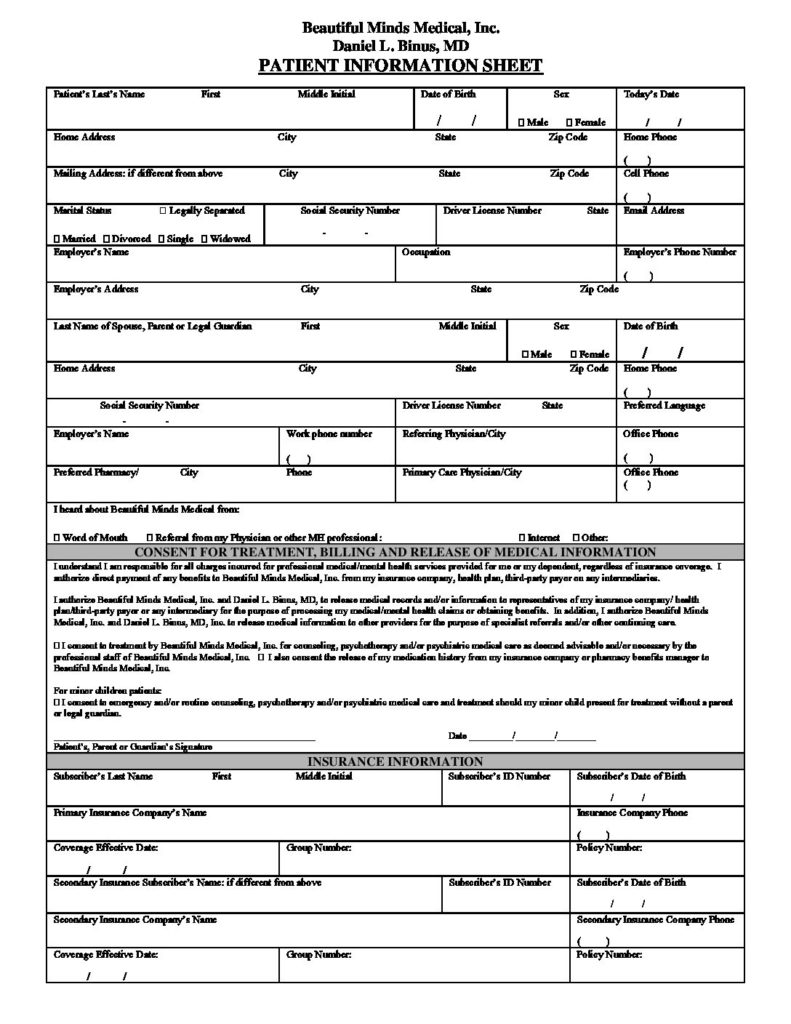 Beautiful Minds Medical, Inc.
Daniel L. Binus, MD
PATIENT INFORMATION SHEET
Patient's Last's Name First Middle Initial Date of Birth Sex Today's Date
/ / □ Male □ Female / /
Home Address City State Zip Code Home Phone
( )
Mailing Address: if different from above City State Zip Code Cell Phone
( )
Marital Status □ Legally Separated Social Security Number Driver License Number State Email Address
- -
□ Married □ Divorced □ Single □ Widowed
Employer's Name Occupation Employer's Phone Number
( )
Employer's Address City State Zip Code
Last Name of Spouse, Parent or Legal Guardian First Middle Initial Sex Date of Birth
□ Male □ Female / /
Home Address City State Zip Code Home Phone
( )
Social Security Number Driver License Number State Preferred Language
- -
Employer's Name Work phone number Referring Physician/City Office Phone
( ) ( )
Preferred Pharmacy/ City Phone Primary Care Physician/City Office Phone
( )
I heard about Beautiful Minds Medical from:
□ Word of Mouth □ Referral from my Physician or other MH professional: □ Internet □ Other:
CONSENT FOR TREATMENT, BILLING AND RELEASE OF MEDICAL INFORMATION
I understand I am responsible for all charges incurred for professional medical/mental health services provided for me or my dependent, regardless of insurance coverage. I
authorize direct payment of any benefits to Beautiful Minds Medical, Inc. from my insurance company, health plan, third-party payer or any intermediaries.
I authorize Beautiful Minds Medical, Inc. and Daniel L. Binus, MD, to release medical records and/or information to representatives of my insurance company/ health
plan/third-party payor or any intermediary for the purpose of processing my medical/mental health claims or obtaining benefits. In addition, I authorize Beautiful Minds
Medical, Inc. and Daniel L. Binus, MD, Inc. to release medical information to other providers for the purpose of specialist referrals and/or other continuing care.
□ I consent to treatment by Beautiful Minds Medical, Inc. for counseling, psychotherapy and/or psychiatric medical care as deemed advisable and/or necessary by the
professional staff of Beautiful Minds Medical, Inc. □ I also consent the release of my medication history from my insurance company or pharmacy benefits manager to
Beautiful Minds Medical, Inc.
For minor children patients:
□ I consent to emergency and/or routine counseling, psychotherapy and/or psychiatric medical care and treatment should my minor child present for treatment without a parent
or legal guardian.
Date ________/________/________
Patient's, Parent or Guardian's Signature
INSURANCE INFORMATION
Subscriber's Last Name First Middle Initial Subscriber's ID Number Subscriber's Date of Birth
/ /
Primary Insurance Company's Name Insurance Company Phone
( )
Coverage Effective Date: Group Number: Policy Number:
/ /
Secondary Insurance Subscriber's Name: if different from above Subscriber's ID Number Subscriber's Date of Birth
/ /
Secondary Insurance Company's Name Secondary Insurance Company Phone
( )
Coverage Effective Date: Group Number: Policy Number:
/ /